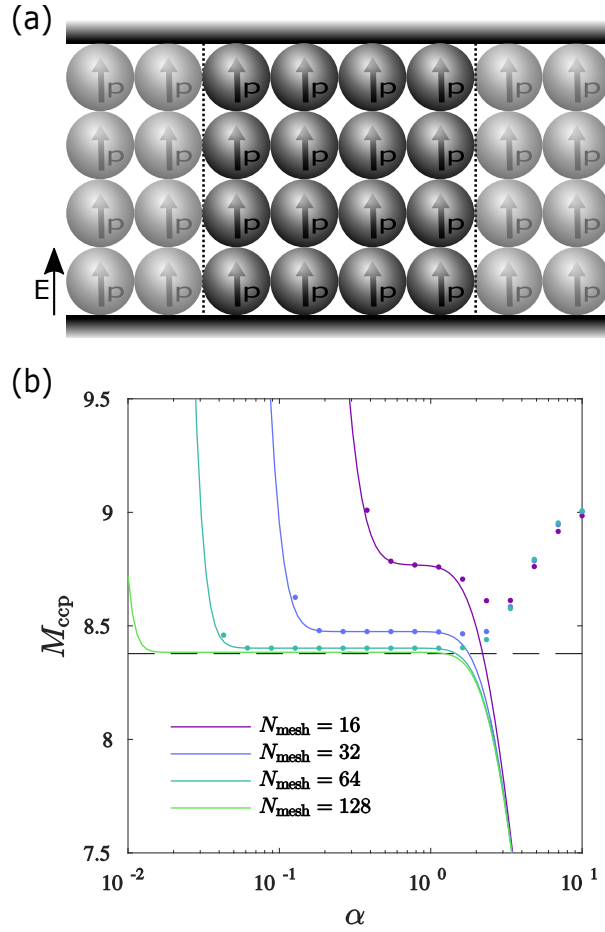 (a)
p p p p p p p p
p p p p p p p p
p p p p p p p p
E p p p p p p p p
(b)
9.5
9
8.5
8
7.5
M_ccp
N_mesh = 16
N_mesh = 32
N_mesh = 64
N_mesh = 128
10^-2 10^-1 10^0 10^1
α